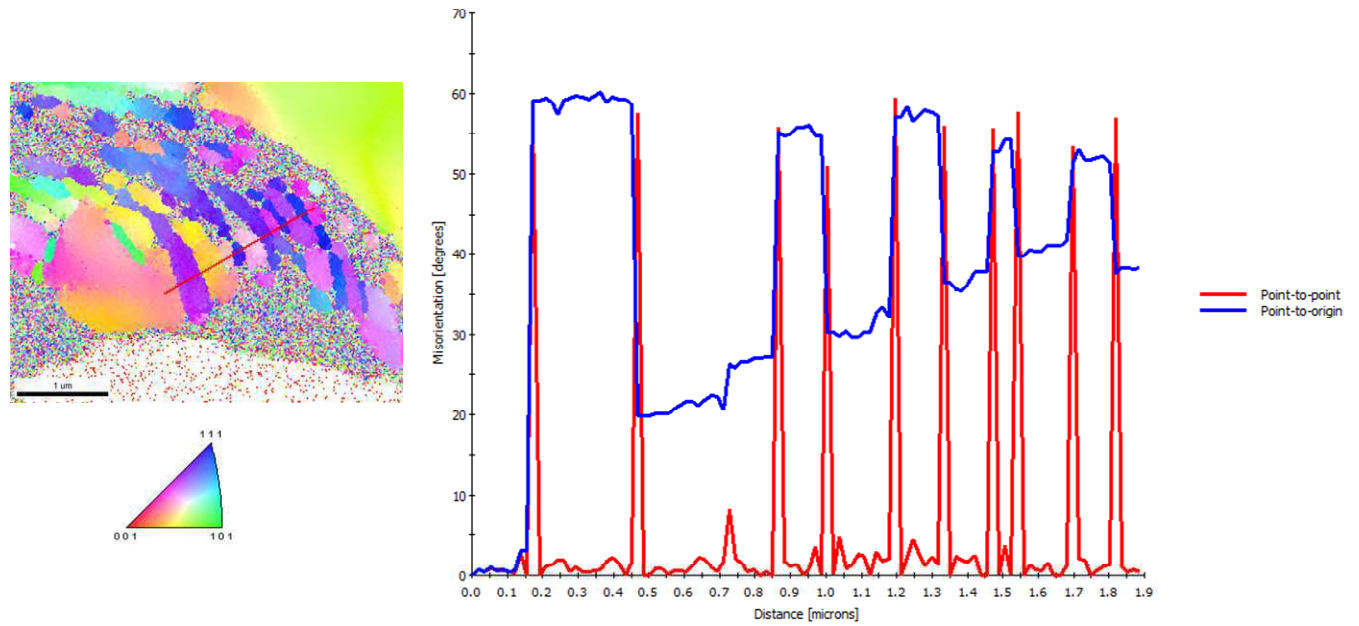 1 um
1 1 1
0 0 1
1 0 1
70
60
50
40
30
20
10
0
Misorientation [degrees]
0.0 0.1 0.2 0.3 0.4 0.5 0.6 0.7 0.8 0.9 1.0 1.1 1.2 1.3 1.4 1.5 1.6 1.7 1.8 1.9
Distance [microns]
Point-to-point
Point-to-origin